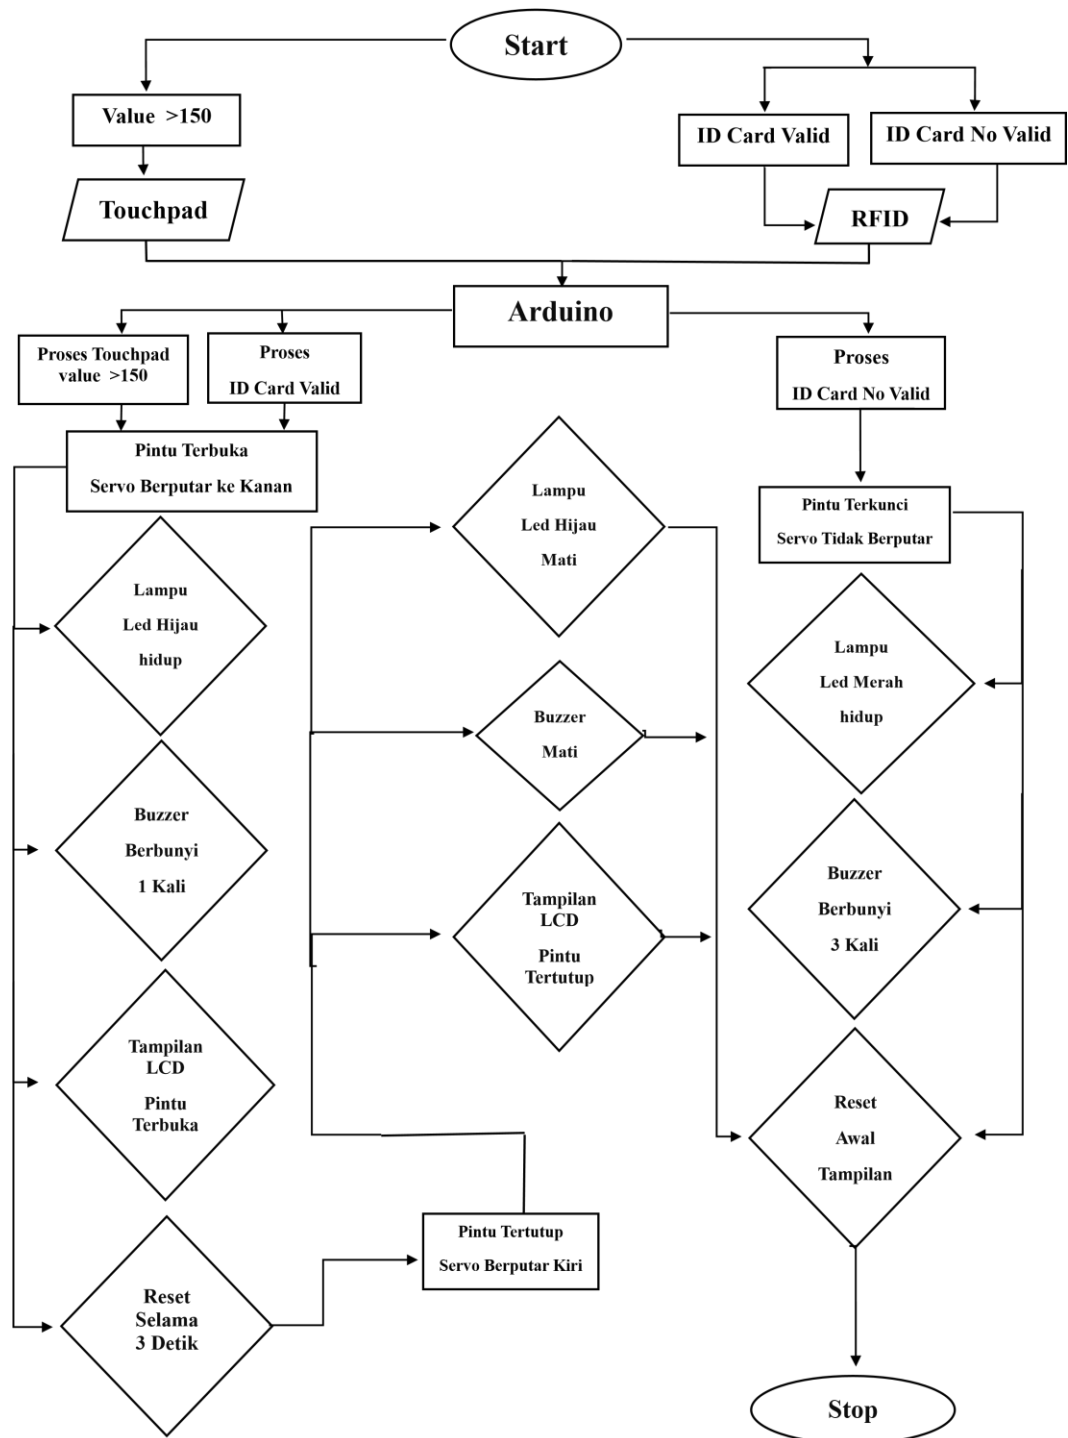 Start
Value >150
ID Card Valid
ID Card No Valid
Touchpad
RFID
Arduino
Proses Touchpad
value >150
Proses
ID Card Valid
Proses
ID Card No Valid
Pintu Terbuka
Servo Berputar ke Kanan
Pintu Terkunci
Servo Tidak Berputar
Lampu
Led Hijau
hidup
Buzzer
Berbunyi
1 Kali
Tampilan
LCD
Pintu
Terbuka
Reset
Selama
3 Detik
Pintu Tertutup
Servo Berputar Kiri
Lampu
Led Hijau
Mati
Buzzer
Mati
Tampilan
LCD
Pintu
Tertutup
Lampu
Led Merah
hidup
Buzzer
Berbunyi
3 Kali
Reset
Awal
Tampilan
Stop